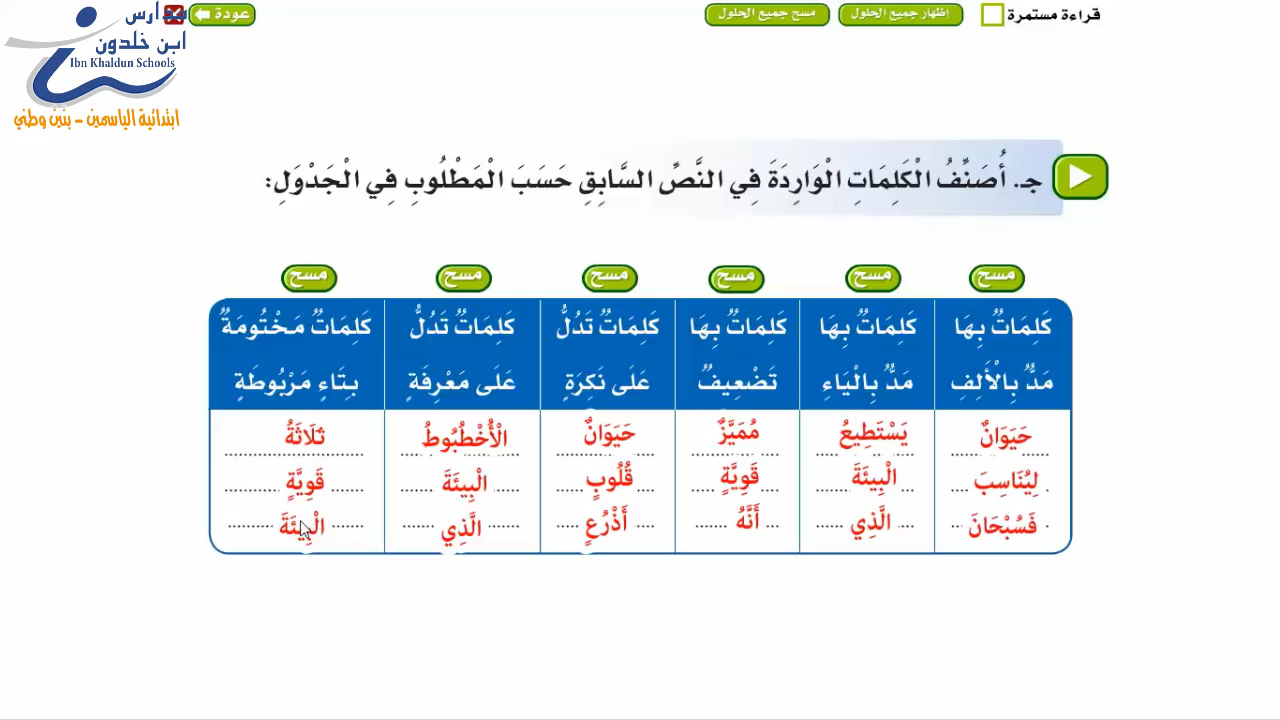 قراءة مستمرة
إظهار جميع الحلول
مسح جميع الحلول
عودة
مدارس
ابن خلدون
Ibn Khaldun Schools
ابتدائية الياسمين - بنين وطني
جـ. أُصَنِّفُ الْكَلِمَاتِ الْوَارِدَةَ فِي النَّصِّ السَّابِقِ حَسَبَ الْمَطْلُوبِ فِي الْجَدْوَلِ:
مسح مسح مسح مسح مسح مسح
كَلِمَاتٌ بِهَا كَلِمَاتٌ بِهَا كَلِمَاتٌ بِهَا كَلِمَاتٌ تَدُلُّ كَلِمَاتٌ تَدُلُّ كَلِمَاتٌ مَخْتُومَةٌ
مَدٌّ بِالْأَلِفِ مَدٌّ بِالْيَاءِ تَضْعِيفٌ عَلَى نَكِرَةٍ عَلَى مَعْرِفَةٍ بِتَاءٍ مَرْبُوطَةٍ
حَيَوَانٌ يَسْتَطِيعُ مُمَيَّزٌ حَيَوَانٌ الْأُخْطُبُوطُ ثَلَاثَةُ
لِيُنَاسِبَ الْبِيئَةَ قَوِيَّةٍ قُلُوبٍ الْبِيئَةَ قَوِيَّةٍ
فَسُبْحَانَ الَّذِي أَنَّهُ أَذْرُعٍ الَّذِي الْبِيئَةَ